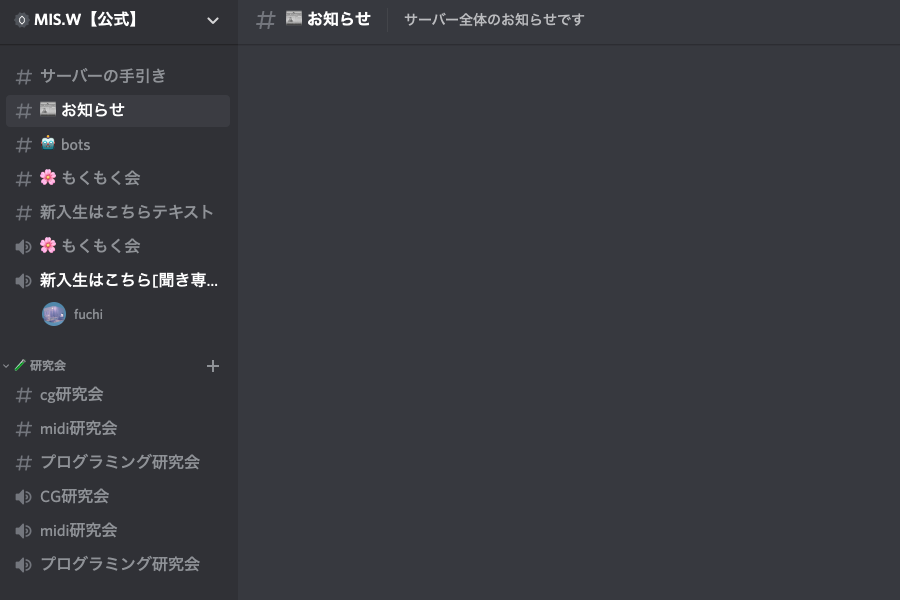 MIS.W【公式】
# 📰 お知らせ
サーバー全体のお知らせです
# サーバーの手引き
# 📰 お知らせ
# 🤖 bots
# 🌸 もくもく会
# 新入生はこちらテキスト
🌸 もくもく会
新入生はこちら[聞き専...
fuchi
🧪 研究会 +
# cg研究会
# midi研究会
# プログラミング研究会
CG研究会
midi研究会
プログラミング研究会